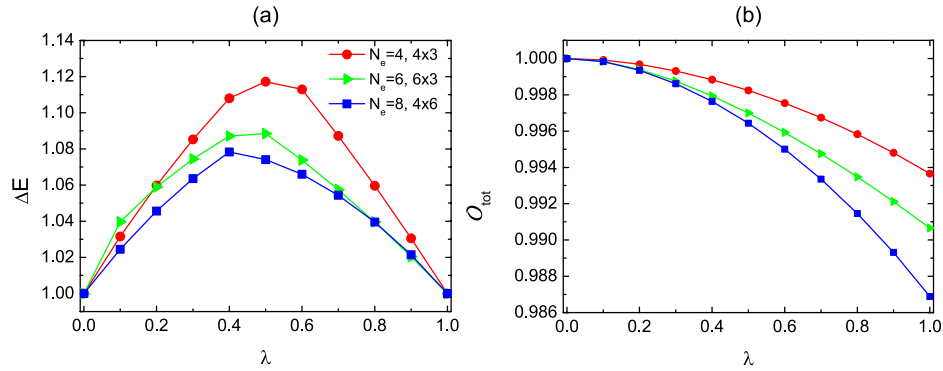 (a)
(b)
1.14
1.12
1.10
1.08
1.06
1.04
1.02
1.00
ΔE
N_e=4, 4x3
N_e=6, 6x3
N_e=8, 4x6
0.0 0.2 0.4 0.6 0.8 1.0
λ
1.000
0.998
0.996
0.994
0.992
0.990
0.988
0.986
O_tot
0.0 0.2 0.4 0.6 0.8 1.0
λ